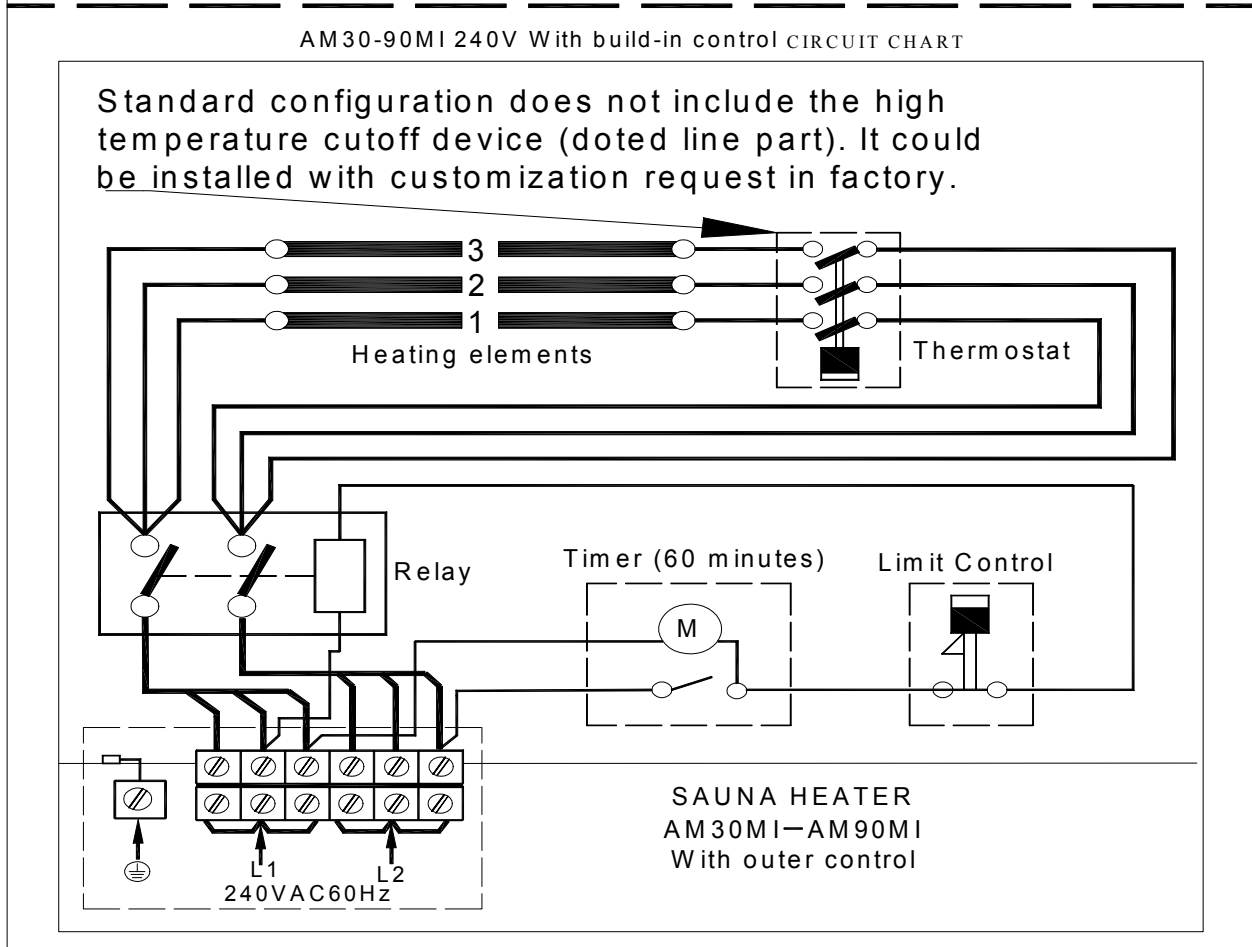 AM30-90MI 240V With build-in control CIRCUIT CHART
Standard configuration does not include the high
temperature cutoff device (doted line part). It could
be installed with customization request in factory.
3
2
1
Heating elements
Thermostat
Relay
Timer (60 minutes)
Limit Control
M
L1
L2
240VAC60Hz
SAUNA HEATER
AM30MI—AM90MI
With outer control